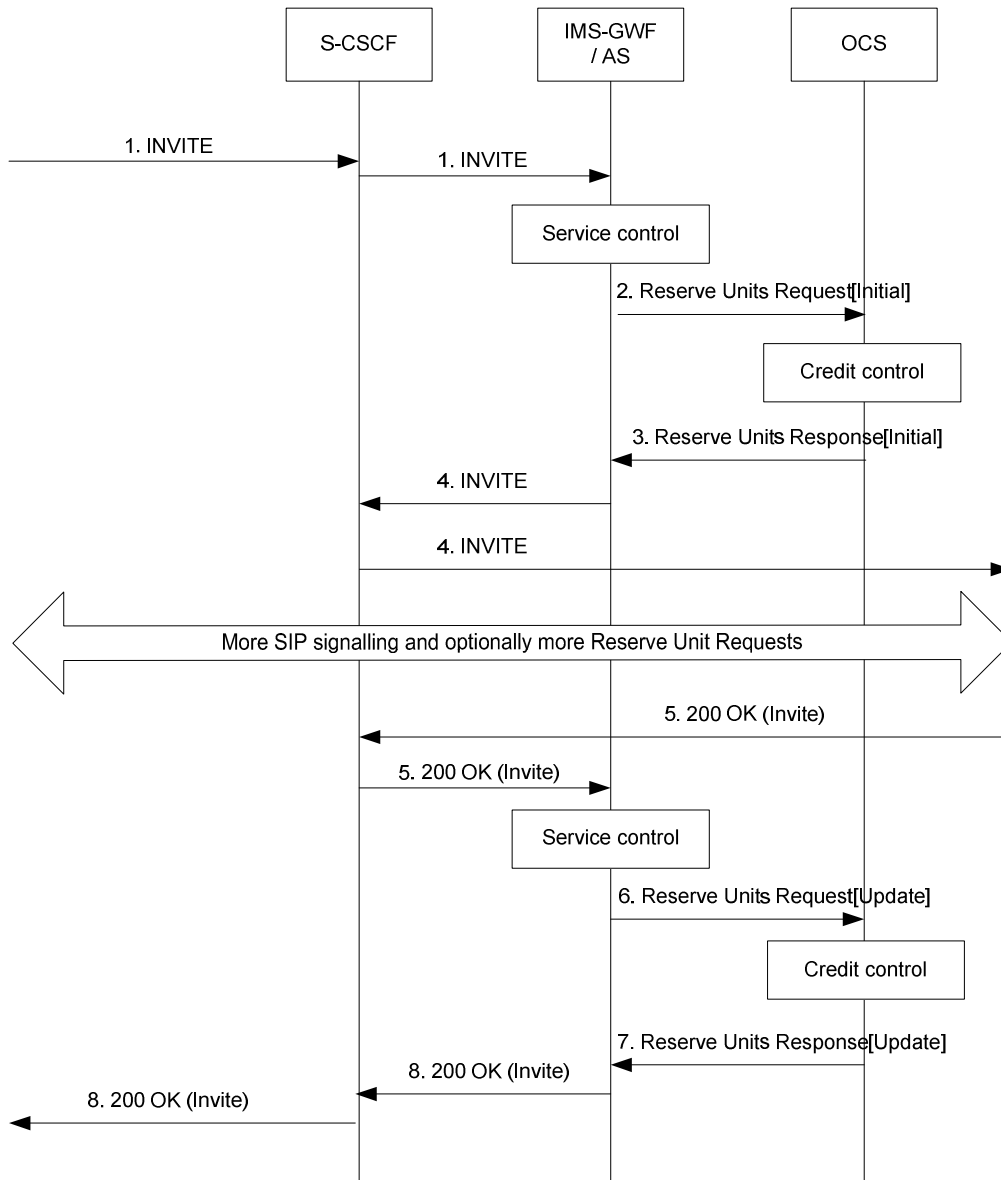 S-CSCF
IMS-GWF
/ AS
OCS
1. INVITE
1. INVITE
Service control
2. Reserve Units Request[Initial]
Credit control
3. Reserve Units Response[Initial]
4. INVITE
4. INVITE
More SIP signalling and optionally more Reserve Unit Requests
5. 200 OK (Invite)
5. 200 OK (Invite)
Service control
6. Reserve Units Request[Update]
Credit control
7. Reserve Units Response[Update]
8. 200 OK (Invite)
8. 200 OK (Invite)